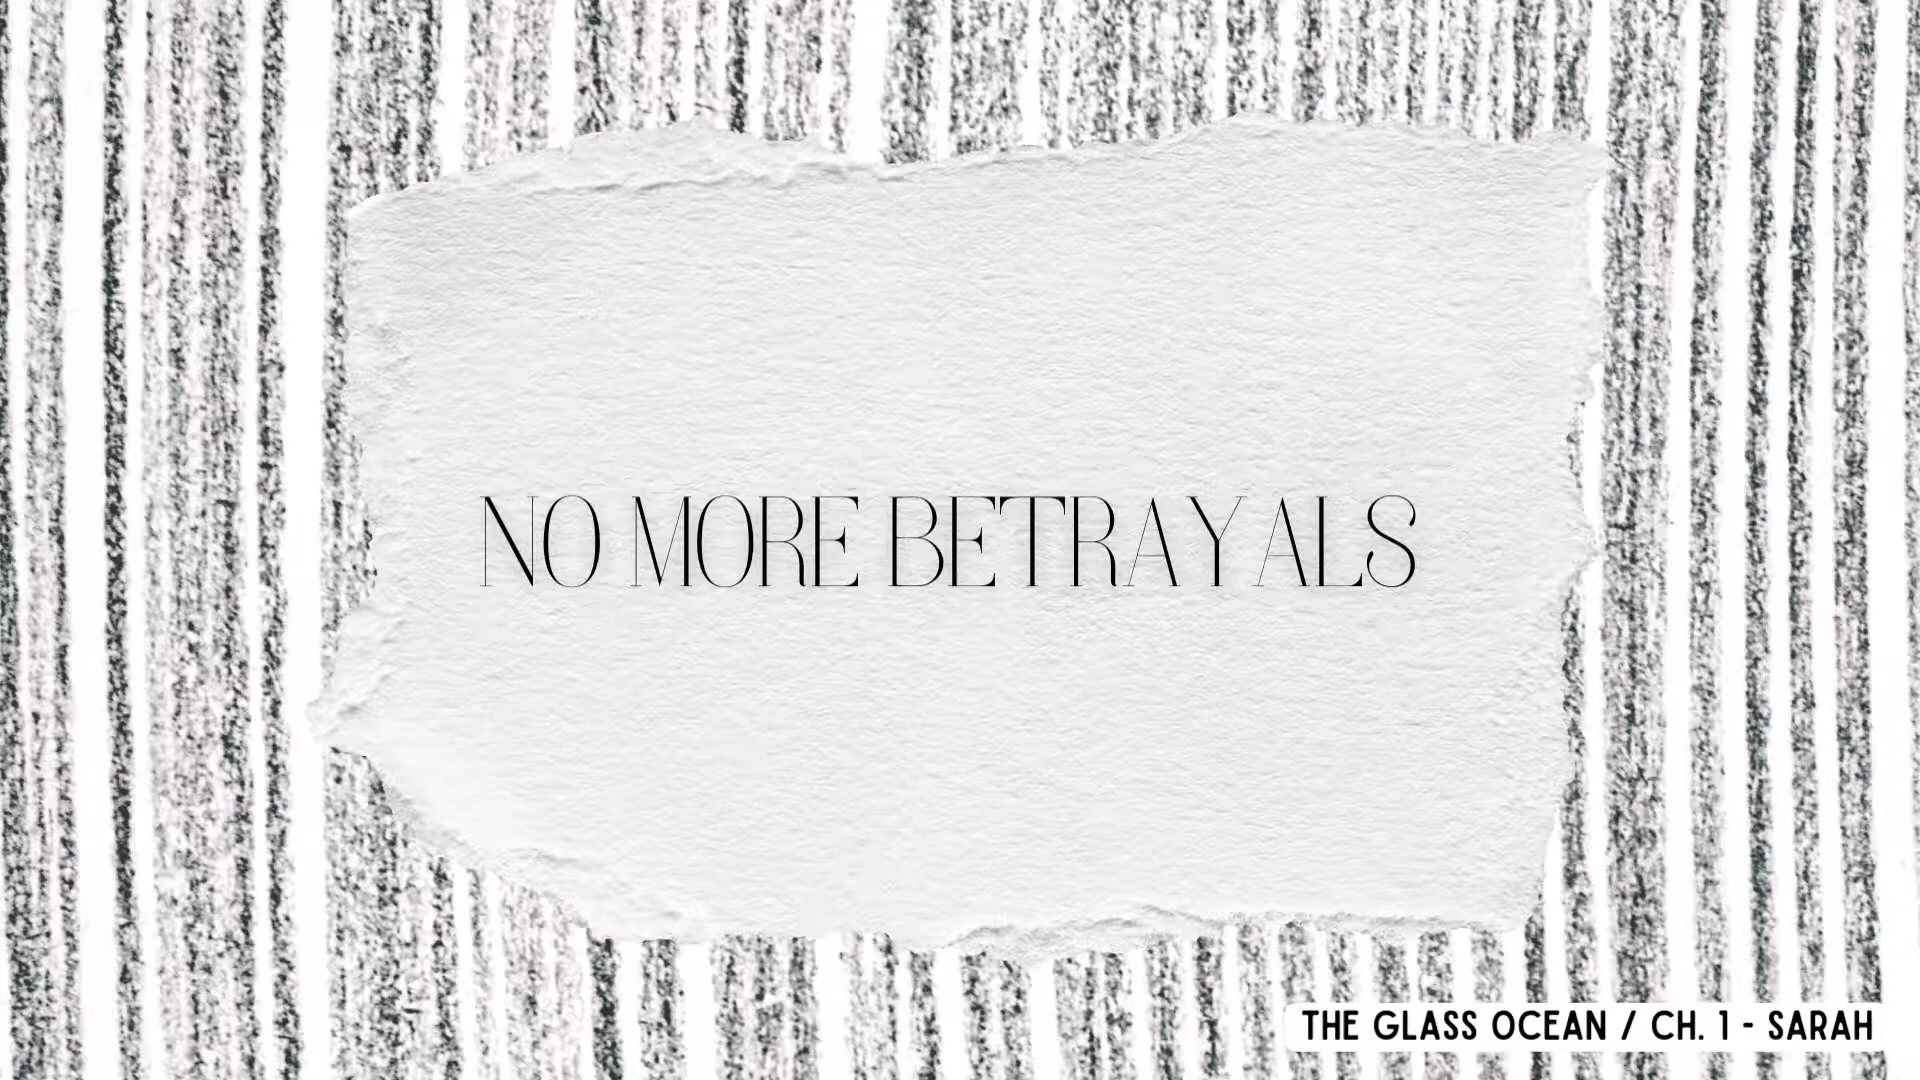 NO MORE BETRAYALS
THE GLASS OCEAN / CH. 1 - SARAH